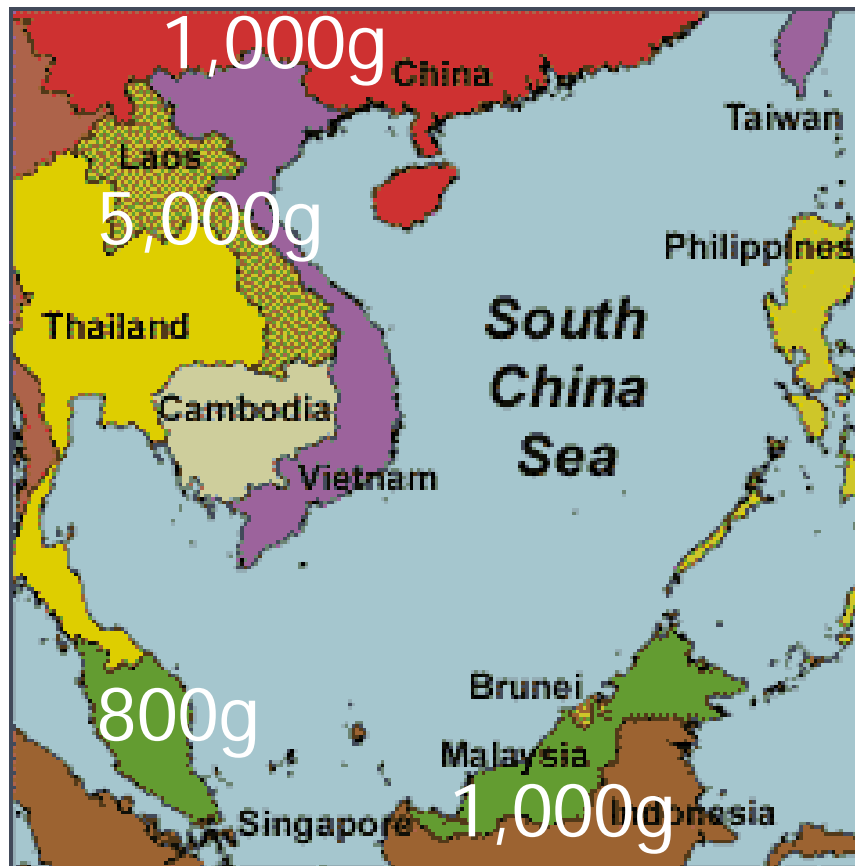 1,000g
China
Taiwan
Laos
5,000g
Philippines
Thailand
South
China
Sea
Cambodia
Vietnam
Brunei
800g
Malaysia
1,000g
Indonesia
Singapore